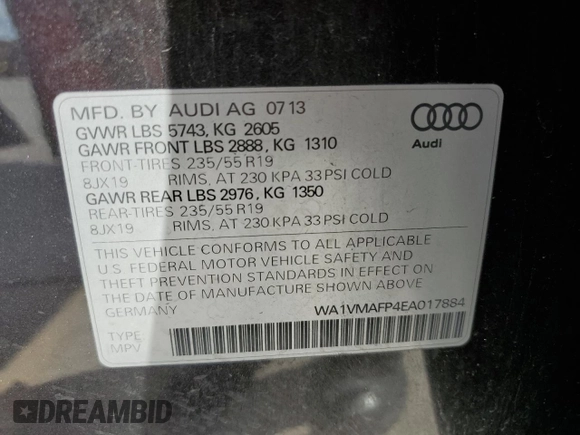 MFD. BY AUDI AG 07 13
GVWR LBS 5743, KG 2605
GAWR FRONT LBS 2888, KG 1310
FRONT-TIRES 235/55 R19
8JX19 RIMS, AT 230 KPA 33 PSI COLD
GAWR REAR LBS 2976, KG 1350
REAR-TIRES 235/55 R19
8JX19 RIMS, AT 230 KPA 33 PSI COLD
Audi
THIS VEHICLE CONFORMS TO ALL APPLICABLE
U.S. FEDERAL MOTOR VEHICLE SAFETY AND
THEFT PREVENTION STANDARDS IN EFFECT ON
THE DATE OF MANUFACTURE SHOWN ABOVE
GERMANY
WA1VMAFP4EA017884
TYPE
MPV
DREAMBID